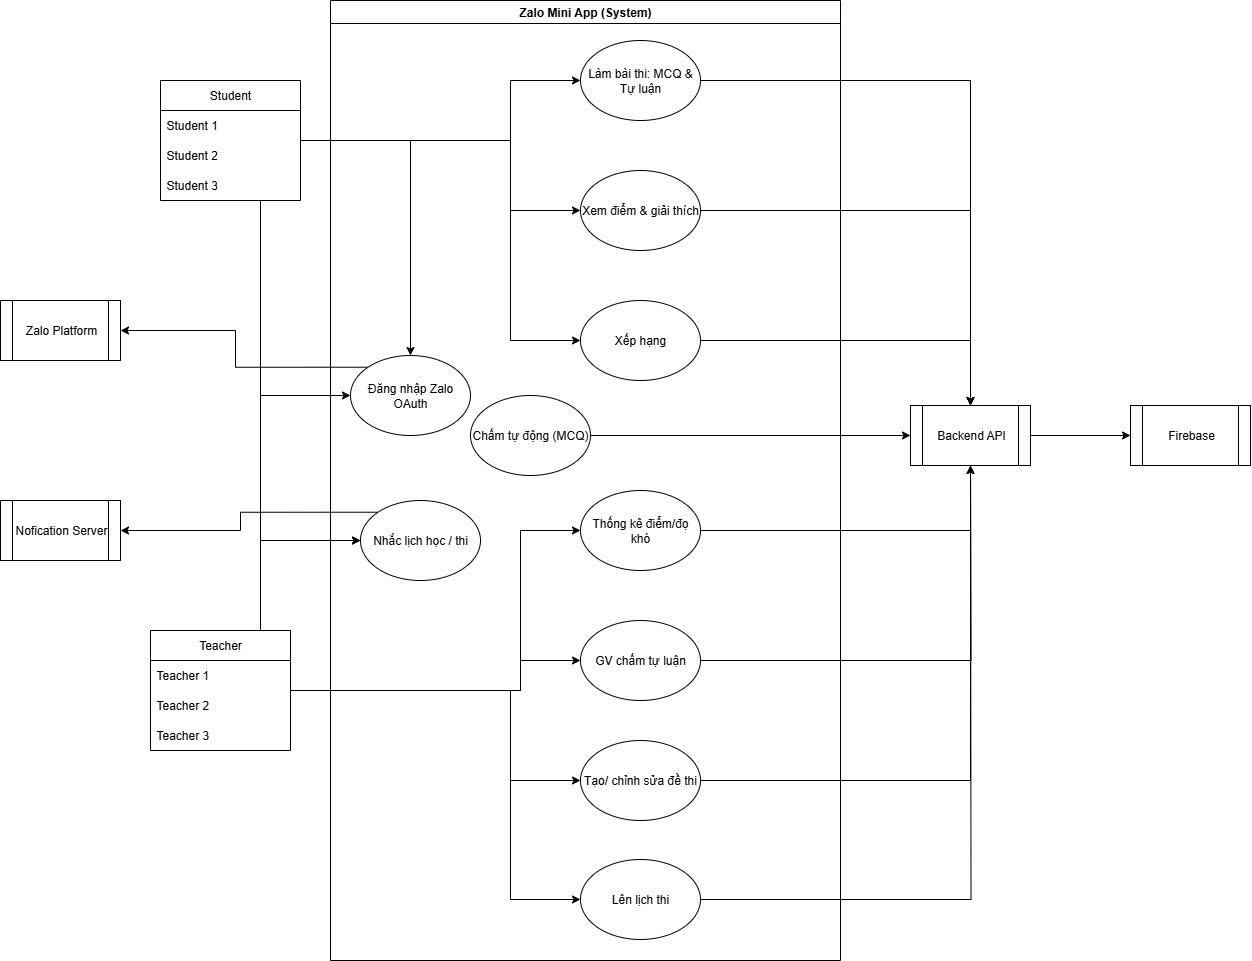 Zalo Mini App (System)
Làm bài thi: MCQ &
Tự luận
Student
Student 1
Student 2
Student 3
Xem điểm & giải thích
Zalo Platform
Xếp hạng
Đăng nhập Zalo
OAuth
Chấm tự động (MCQ)
Backend API
Firebase
Nofication Server
Nhắc lịch học / thi
Thống kê điểm/đọ
khó
Teacher
Teacher 1
Teacher 2
Teacher 3
GV chấm tự luận
Tạo/ chỉnh sửa đề thi
Lên lịch thi